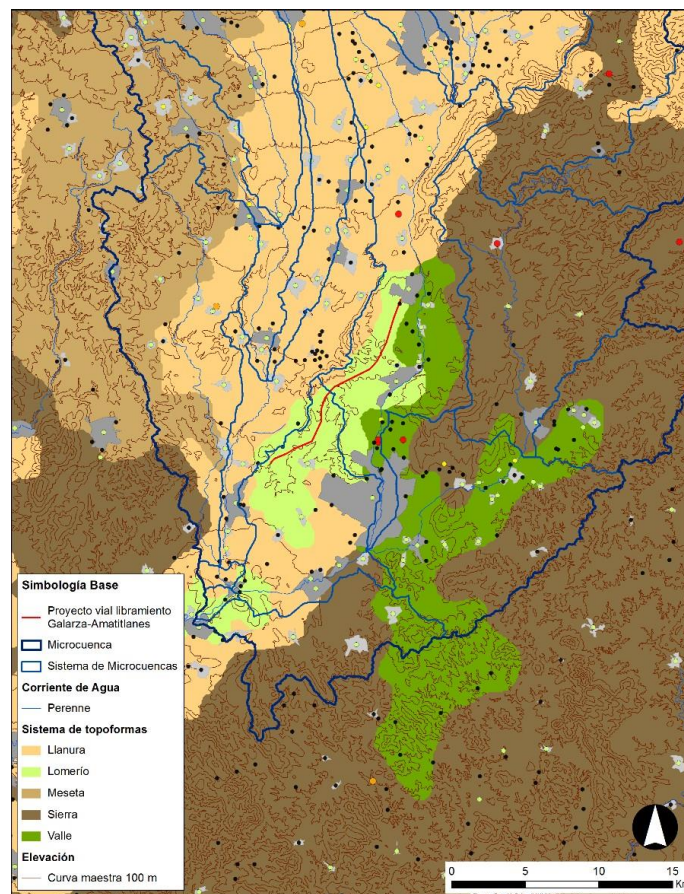 Simbología Base
Proyecto vial libramiento
Galarza-Amatitlanes
Microcuenca
Sistema de Microcuencas
Corriente de Agua
Perenne
Sistema de topoformas
Llanura
Lomerío
Meseta
Sierra
Valle
Elevación
Curva maestra 100 m
0 5 10 15